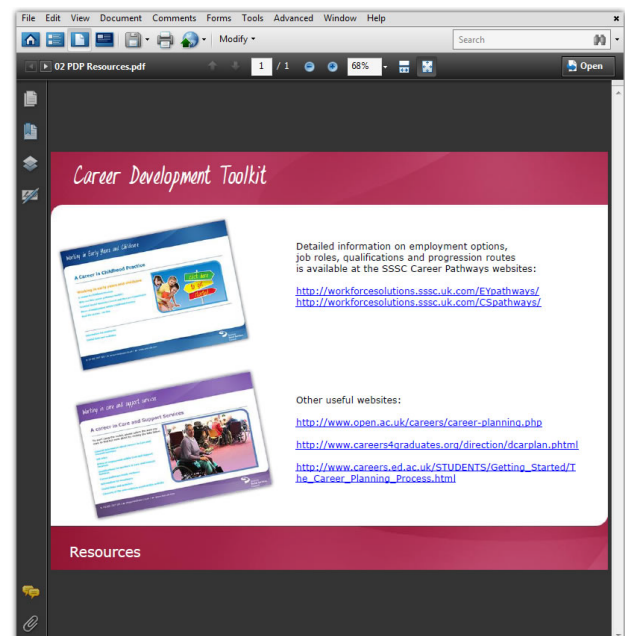 File Edit View Document Comments Forms Tools Advanced Window Help
Modify
Search
02 PDP Resources.pdf
1 / 1
68%
Open
Career Development Toolkit
Working in Early Years and Childcare
A Career in Childhood Practice
Detailed information on employment options,
job roles, qualifications and progression routes
is available at the SSSC Career Pathways websites:
http://workforcesolutions.sssc.uk.com/EYpathways/
http://workforcesolutions.sssc.uk.com/CSpathways/
Working in care and support services
A career in Care and Support Services
Other useful websites:
http://www.open.ac.uk/careers/career-planning.php
http://www.careers4graduates.org/direction/dcarplan.phtml
http://www.careers.ed.ac.uk/STUDENTS/Getting_Started/T
he_Career_Planning_Process.html
Resources